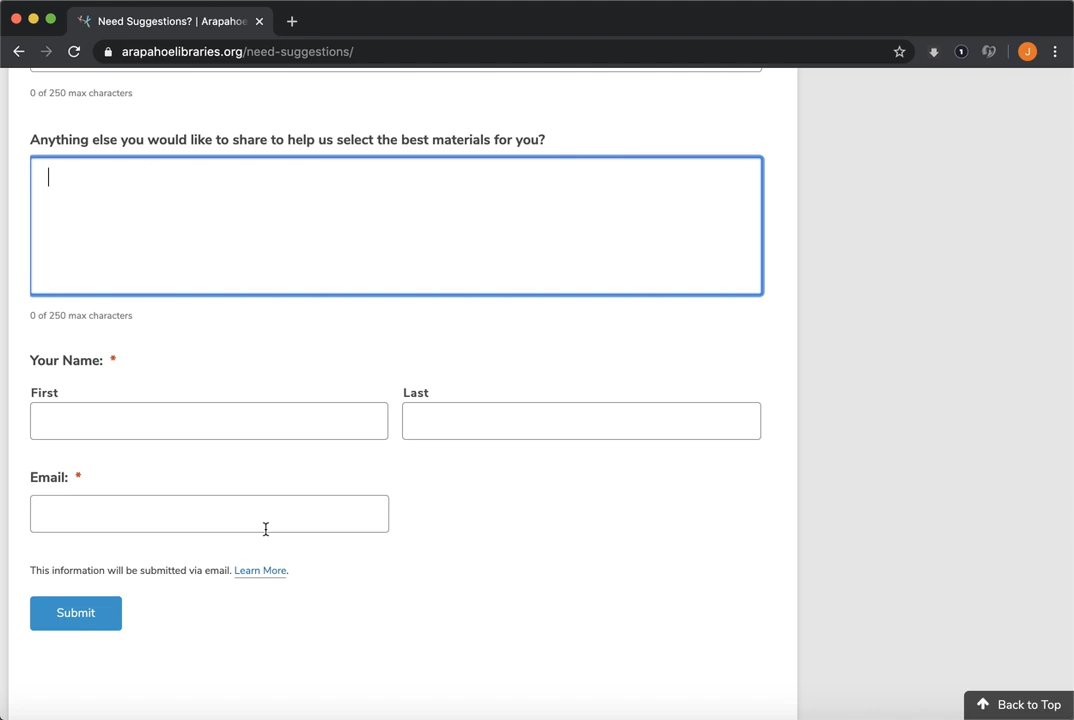 Need Suggestions? | Arapahoe
arapahoelibraries.org/need-suggestions/
1
J
0 of 250 max characters
Anything else you would like to share to help us select the best materials for you?
0 of 250 max characters
Your Name: *
First Last
Email: *
This information will be submitted via email. Learn More.
Submit
Back to Top